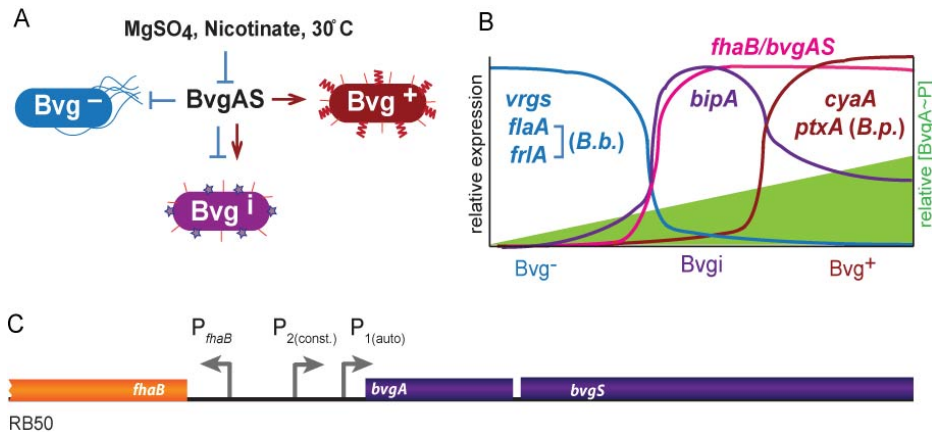 A
MgSO4, Nicotinate, 30°C
Bvg -
BvgAS
Bvg +
Bvg i
B
relative expression
fhaB/bvgAS
vrgs
flaA
frlA
(B.b.)
bipA
cyaA
ptxA (B.p.)
relative [BvgA~P]
Bvg-
Bvgi
Bvg+
C
PfhaB
P2(const.)
P1(auto)
fhaB
bvgA
bvgS
RB50